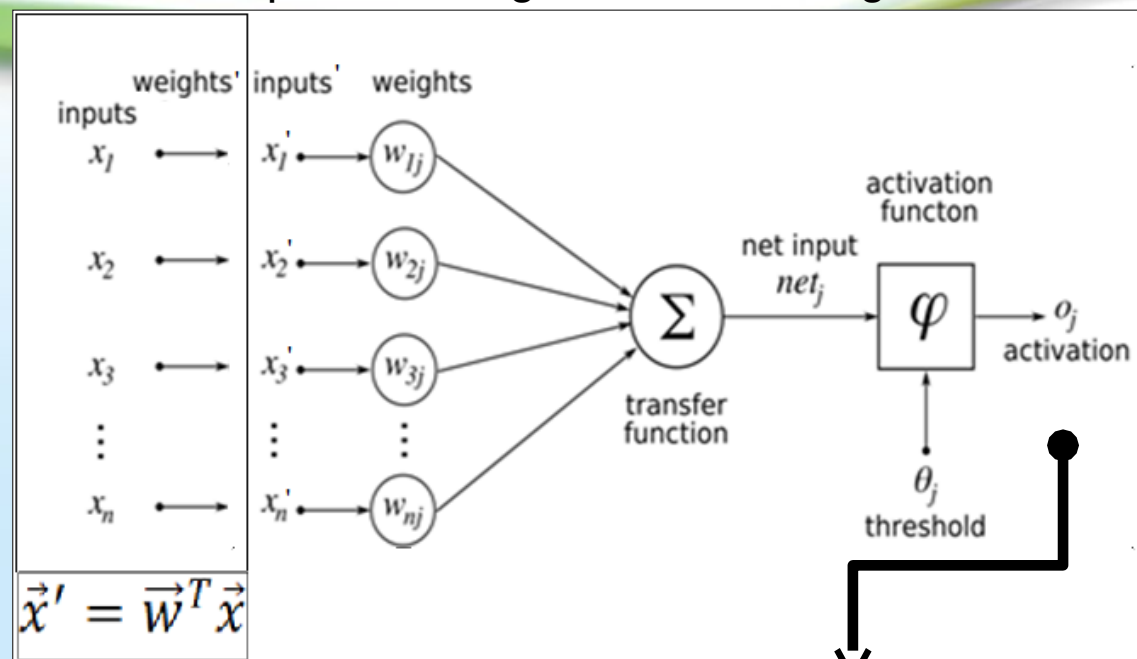 weights' inputs' weights
inputs
x₁ x₁' w₁ⱼ
activation
functon
x₂ x₂' w₂ⱼ
net input
netⱼ
Σ φ oⱼ
activation
x₃ x₃' w₃ⱼ
transfer
function
⋮ ⋮ ⋮
θⱼ
threshold
xₙ xₙ' wₙⱼ
x⃗' = w⃗ᵀ x⃗